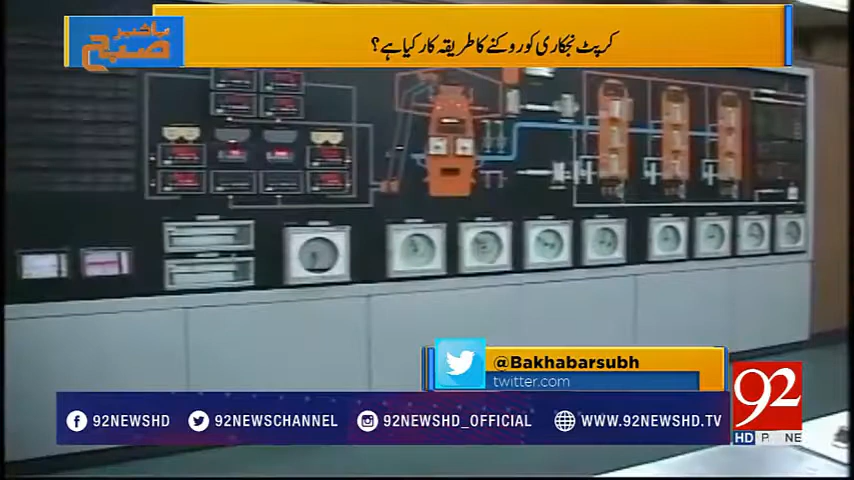 باخبر صبح
کرپٹ نجکاری کو روکنے کا طریقہ کار کیا ہے؟
@Bakhabarsubh
twitter.com
92NEWSHD
92NEWSCHANNEL
92NEWSHD_OFFICIAL
WWW.92NEWSHD.TV
92
HD P NE